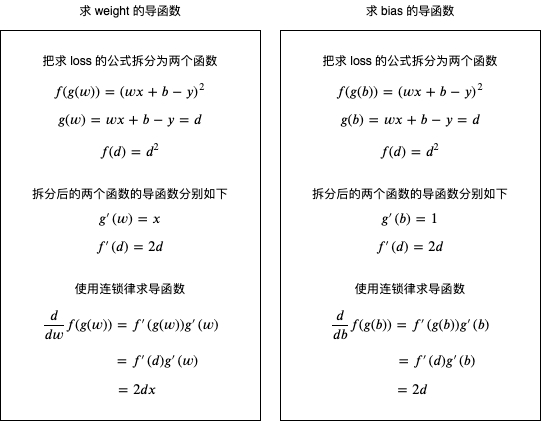 求 weight 的导函数
把求 loss 的公式拆分为两个函数
f(g(w)) = (wx + b − y)²
g(w) = wx + b − y = d
f(d) = d²
拆分后的两个函数的导函数分别如下
g′(w) = x
f′(d) = 2d
使用连锁律求导函数
d/dw f(g(w)) = f′(g(w))g′(w)
= f′(d)g′(w)
= 2dx
求 bias 的导函数
把求 loss 的公式拆分为两个函数
f(g(b)) = (wx + b − y)²
g(b) = wx + b − y = d
f(d) = d²
拆分后的两个函数的导函数分别如下
g′(b) = 1
f′(d) = 2d
使用连锁律求导函数
d/db f(g(b)) = f′(g(b))g′(b)
= f′(d)g′(b)
= 2d